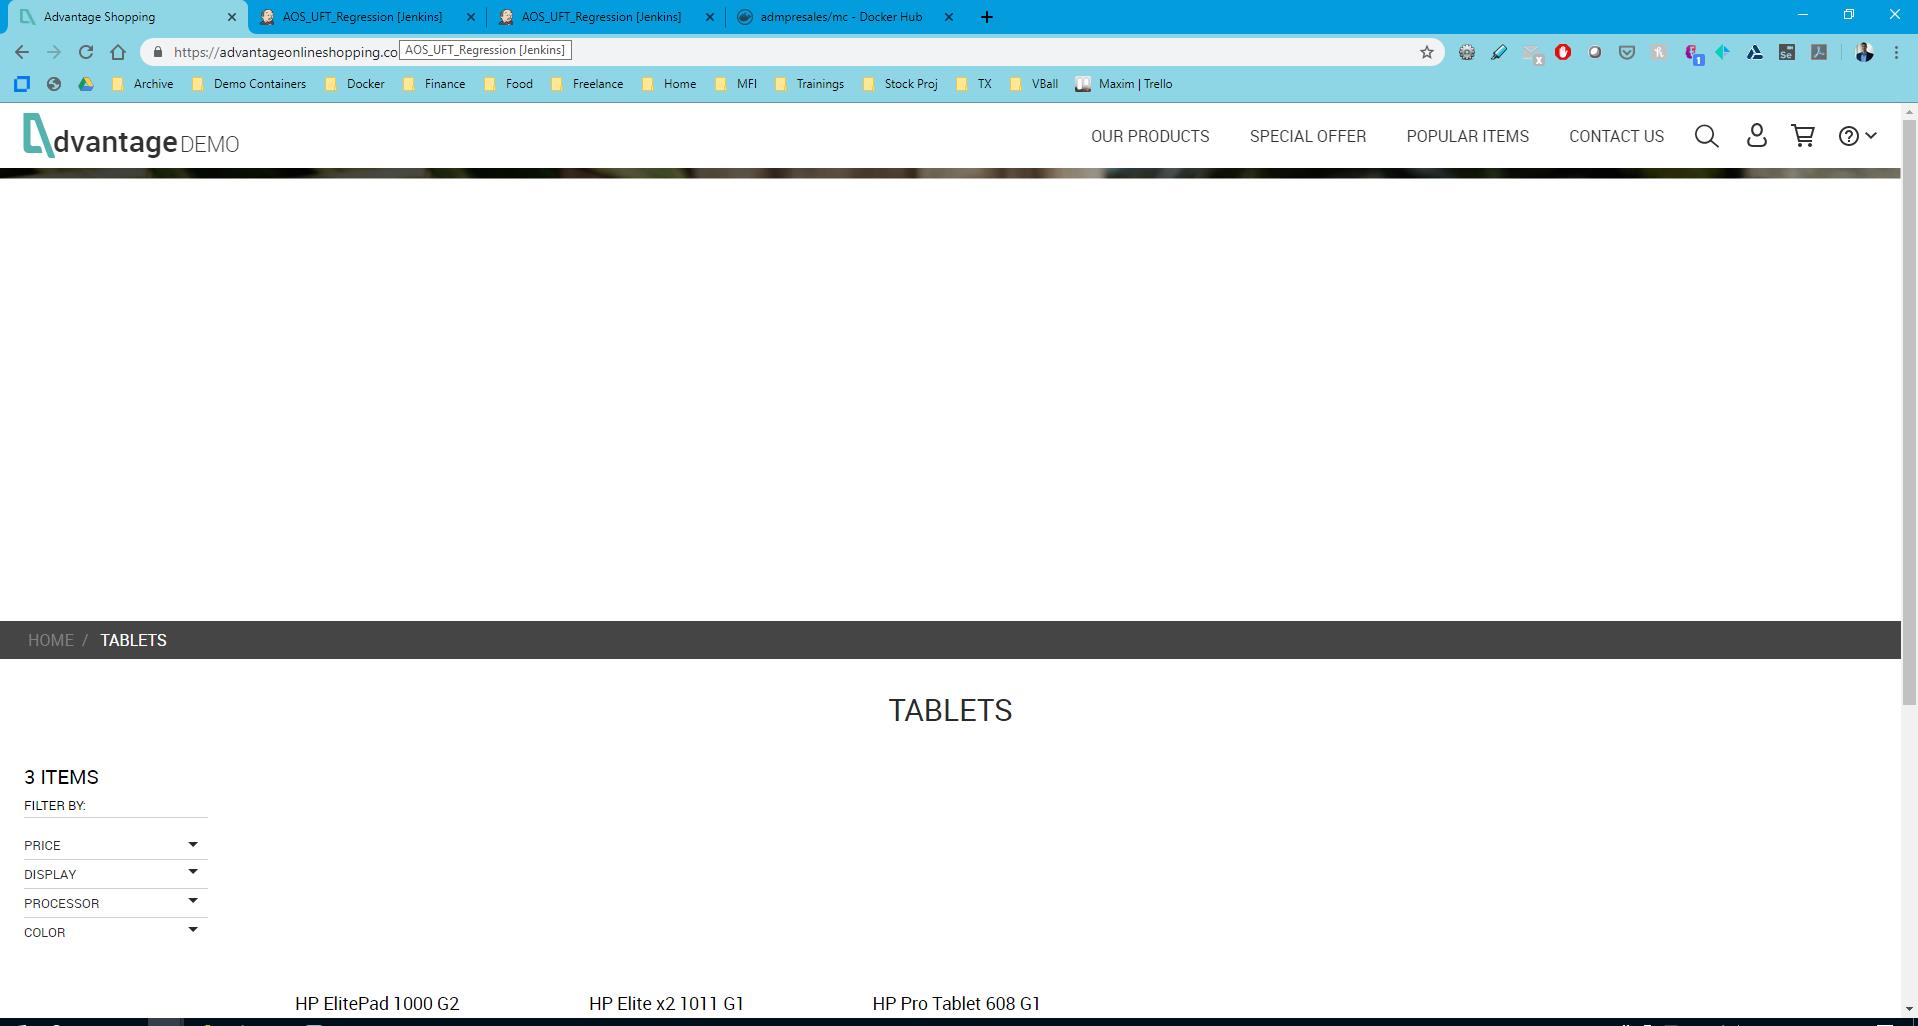 Advantage Shopping
AOS_UFT_Regression [Jenkins]
AOS_UFT_Regression [Jenkins]
admpresales/mc - Docker Hub
https://advantageonlineshopping.co
AOS_UFT_Regression [Jenkins]
x
1
Se
Archive
Demo Containers
Docker
Finance
Food
Freelance
Home
MFI
Trainings
Stock Proj
TX
VBall
Maxim | Trello
dvantage DEMO
OUR PRODUCTS
SPECIAL OFFER
POPULAR ITEMS
CONTACT US
?
HOME / TABLETS
TABLETS
3 ITEMS
FILTER BY:
PRICE
DISPLAY
PROCESSOR
COLOR
HP ElitePad 1000 G2
HP Elite x2 1011 G1
HP Pro Tablet 608 G1